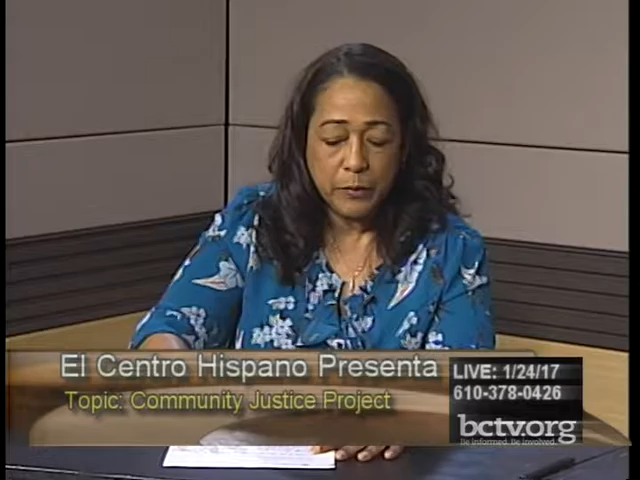 El Centro Hispano Presenta
Topic: Community Justice Project
LIVE: 1/24/17
610-378-0426
bctv.org
Be Informed. Be Involved.